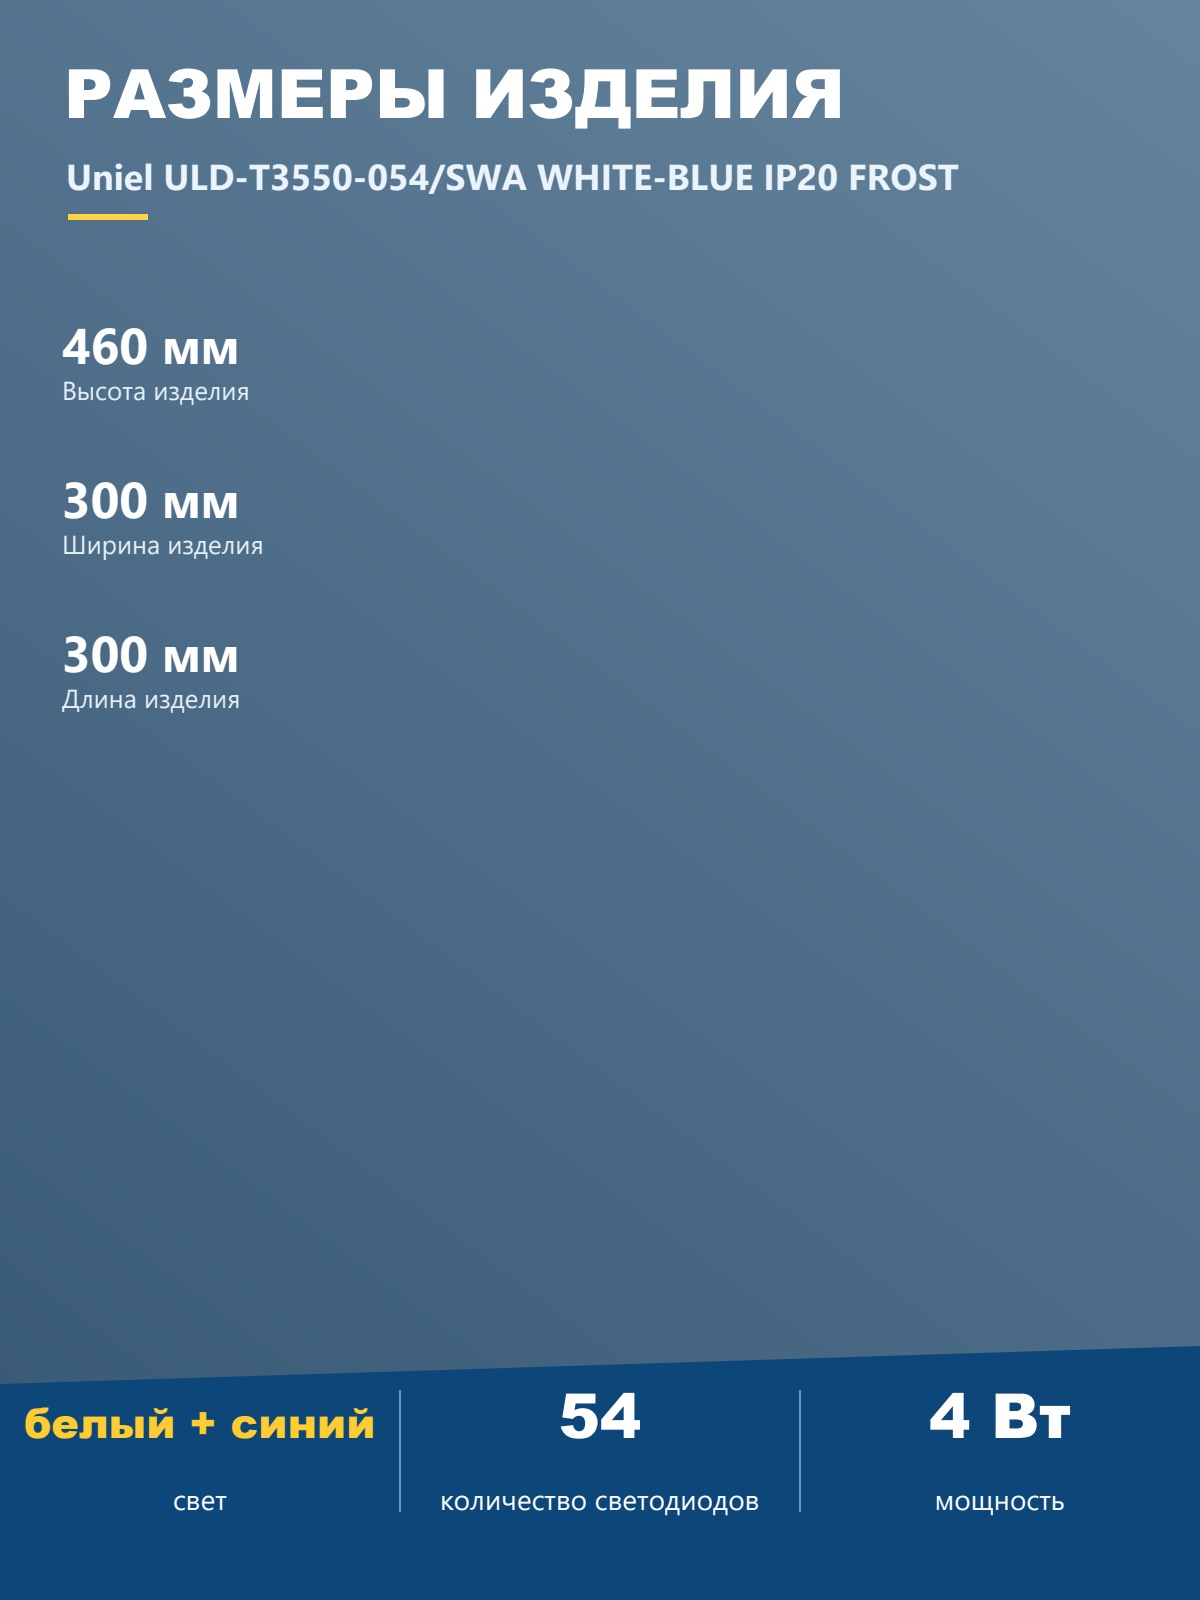 РАЗМЕРЫ ИЗДЕЛИЯ
Uniel ULD-T3550-054/SWA WHITE-BLUE IP20 FROST
460 мм
Высота изделия
300 мм
Ширина изделия
300 мм
Длина изделия
белый + синий
свет
54
количество светодиодов
4 Вт
мощность